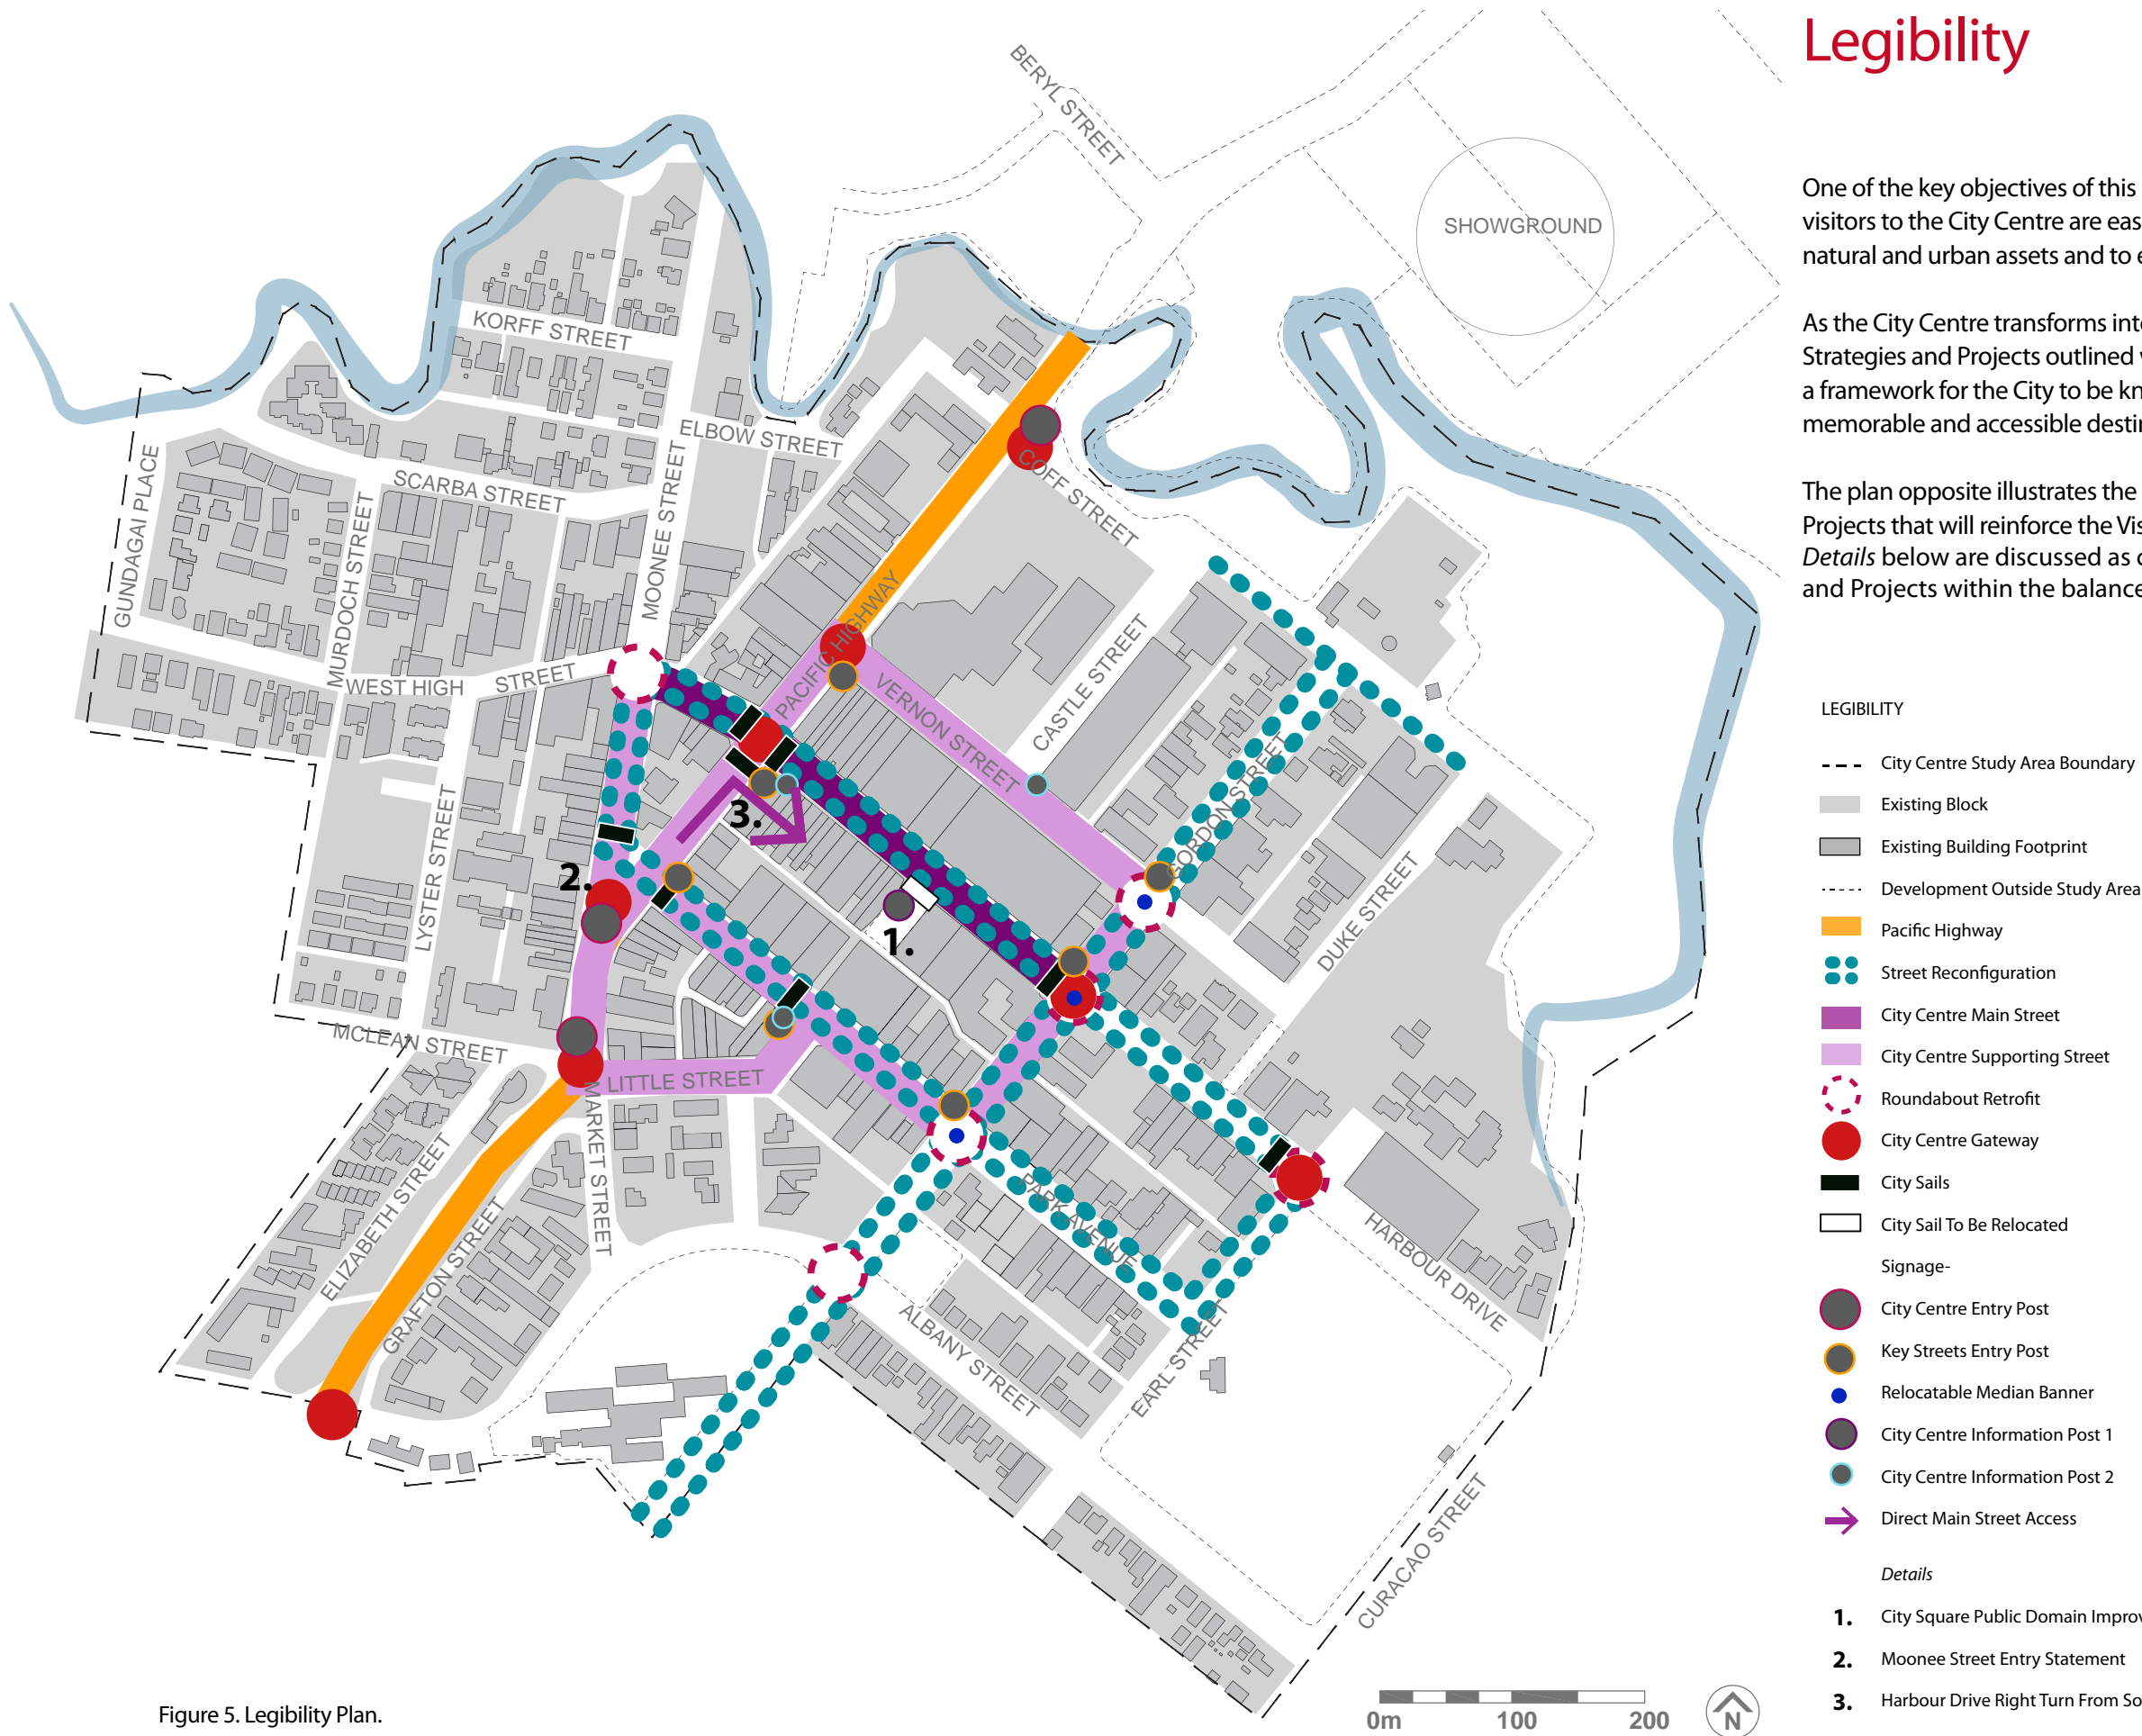 Legibility
One of the key objectives of this
visitors to the City Centre are eas
natural and urban assets and to e
As the City Centre transforms int
Strategies and Projects outlined
a framework for the City to be kn
memorable and accessible destin
The plan opposite illustrates the
Projects that will reinforce the Vis
Details below are discussed as
and Projects within the balance
BERYL STREET
SHOWGROUND
KORFF STREET
ELBOW STREET
SCARBA STREET
GUNDAGAI PLACE
MURDOCH STREET
MOONEE STREET
COFF STREET
PACIFIC HIGHWAY
PACIFIC HIGHWAY
WEST HIGH STREET
VERNON STREET
CASTLE STREET
GORDON STREET
DUKE STREET
LYSTER STREET
3.
2.
1.
MCLEAN STREET
LITTLE STREET
MARKET STREET
ELIZABETH STREET
GRAFTON STREET
PARK AVENUE
HARBOUR DRIVE
ALBANY STREET
EARL STREET
CURACAO STREET
LEGIBILITY
City Centre Study Area Boundary
Existing Block
Existing Building Footprint
Development Outside Study Area
Pacific Highway
Street Reconfiguration
City Centre Main Street
City Centre Supporting Street
Roundabout Retrofit
City Centre Gateway
City Sails
City Sail To Be Relocated
Signage-
City Centre Entry Post
Key Streets Entry Post
Relocatable Median Banner
City Centre Information Post 1
City Centre Information Post 2
Direct Main Street Access
Details
1. City Square Public Domain Improv
2. Moonee Street Entry Statement
3. Harbour Drive Right Turn From So
0m 100 200
N
Figure 5. Legibility Plan.